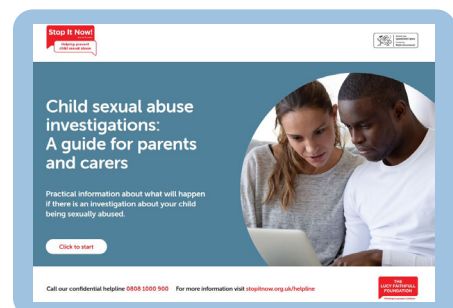 Stop It Now!
Helping prevent
child sexual abuse
Child sexual abuse
investigations:
A guide for parents
and carers
Practical information about what will happen
if there is an investigation about your child
being sexually abused.
Click to start
Call our confidential helpline 0808 1000 900 For more information visit stopitnow.org.uk/helpline
THE
LUCY FAITHFULL
FOUNDATION